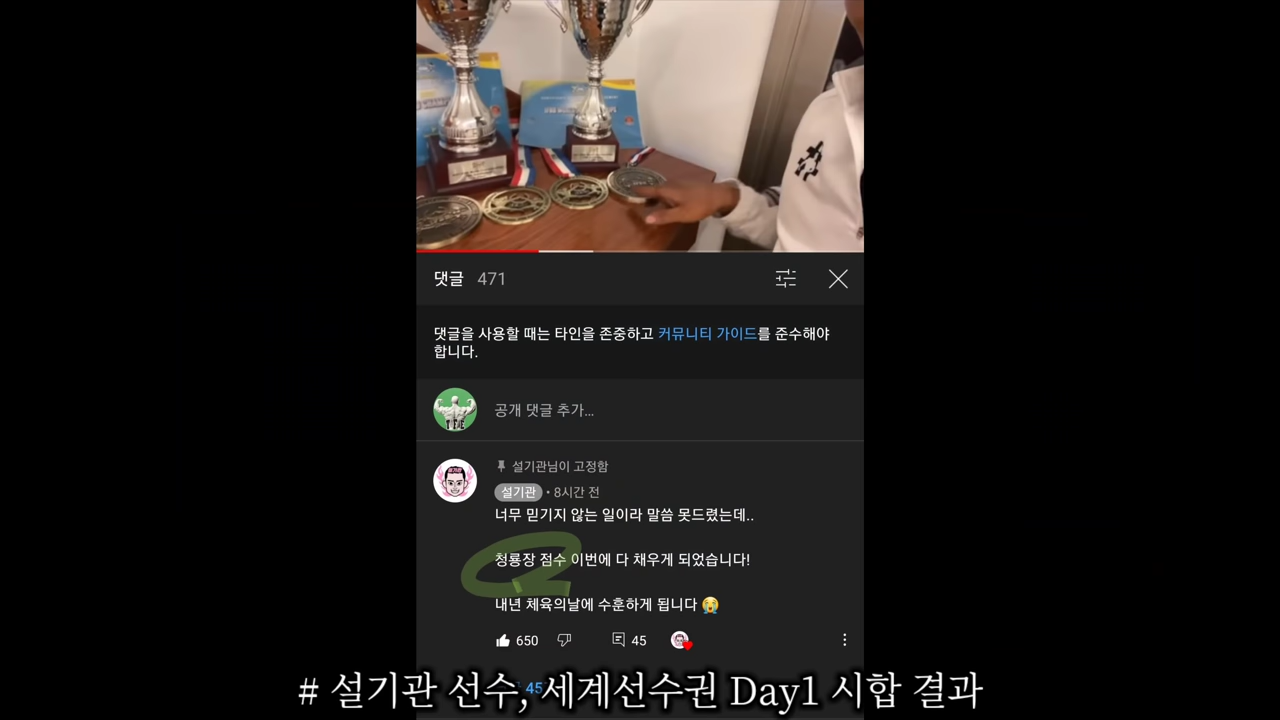 댓글 471
댓글을 사용할 때는 타인을 존중하고 커뮤니티 가이드를 준수해야
합니다.
공개 댓글 추가...
설기관님이 고정함
설기관 • 8시간 전
너무 믿기지 않는 일이라 말씀 못드렸는데..
청룡장 점수 이번에 다 채우게 되었습니다!
내년 체육의날에 수훈하게 됩니다 😭
650 45
45
# 설기관 선수, 세계선수권 Day1 시합 결과